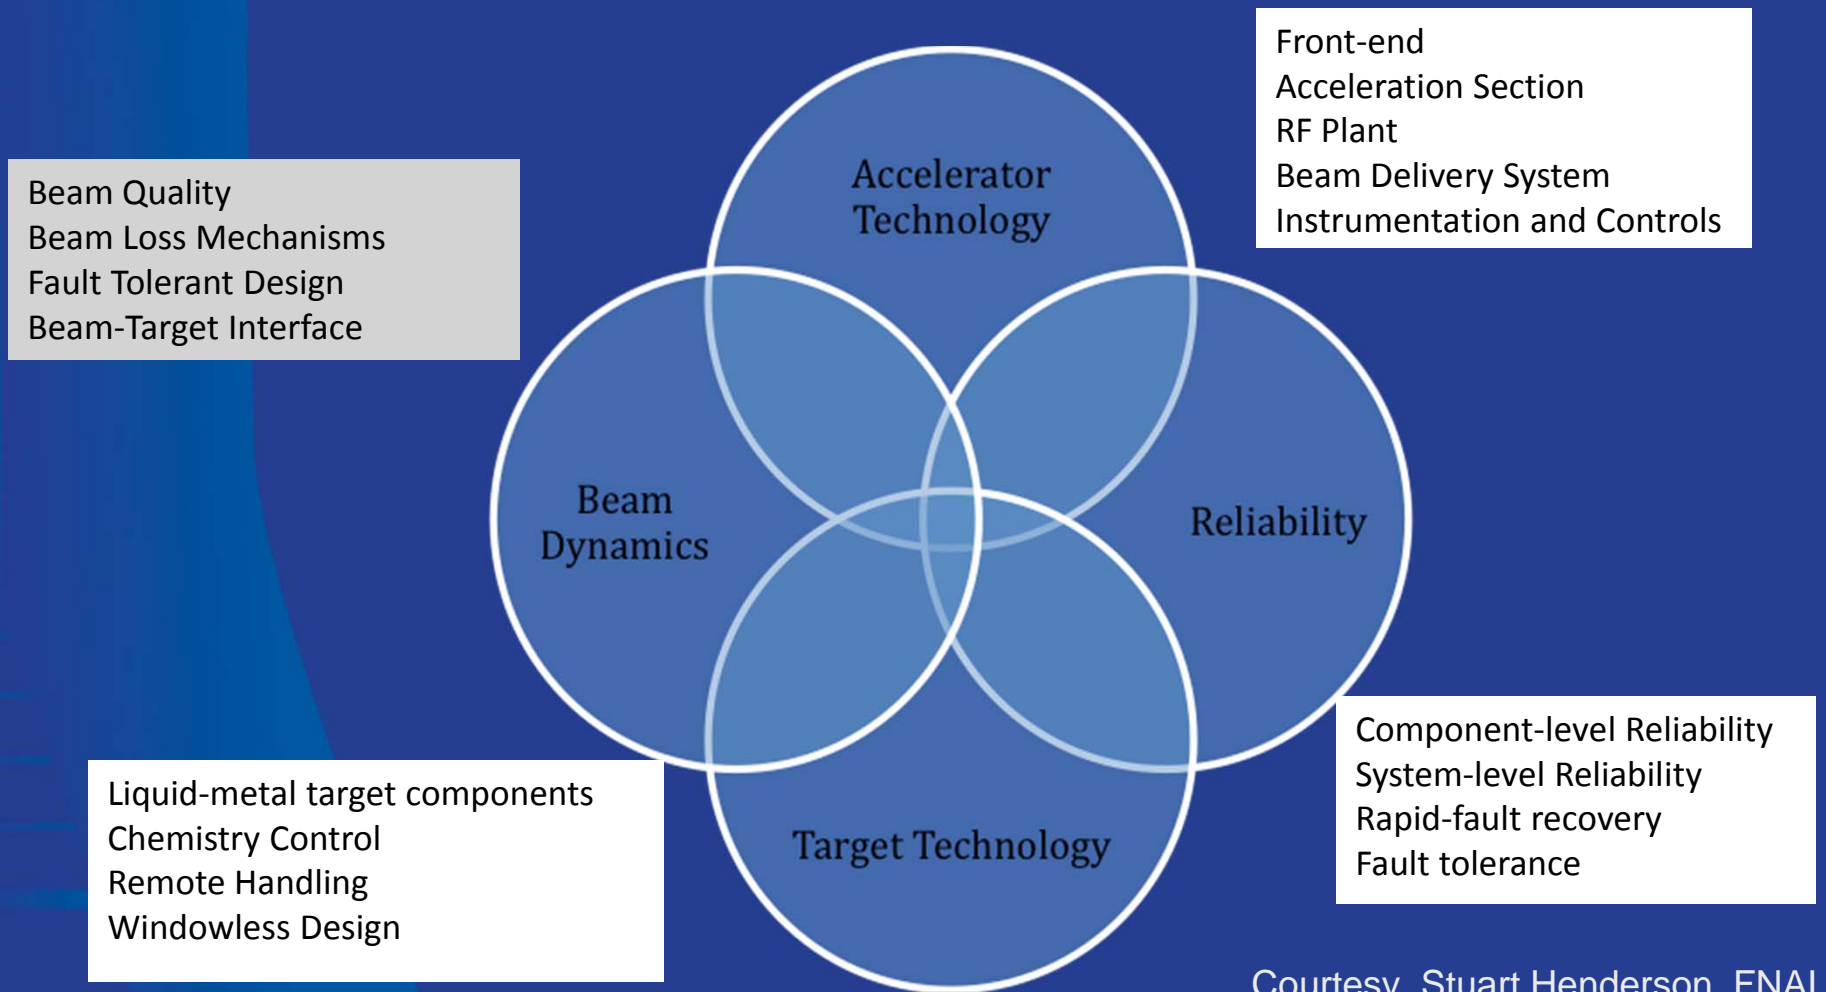 Front-end
Acceleration Section
RF Plant
Beam Delivery System
Instrumentation and Controls
Accelerator
Technology
Beam Quality
Beam Loss Mechanisms
Fault Tolerant Design
Beam-Target Interface
Beam
Dynamics
Reliability
Component-level Reliability
System-level Reliability
Rapid-fault recovery
Fault tolerance
Liquid-metal target components
Chemistry Control
Remote Handling
Windowless Design
Target Technology
Courtesy Stuart Henderson FNAL